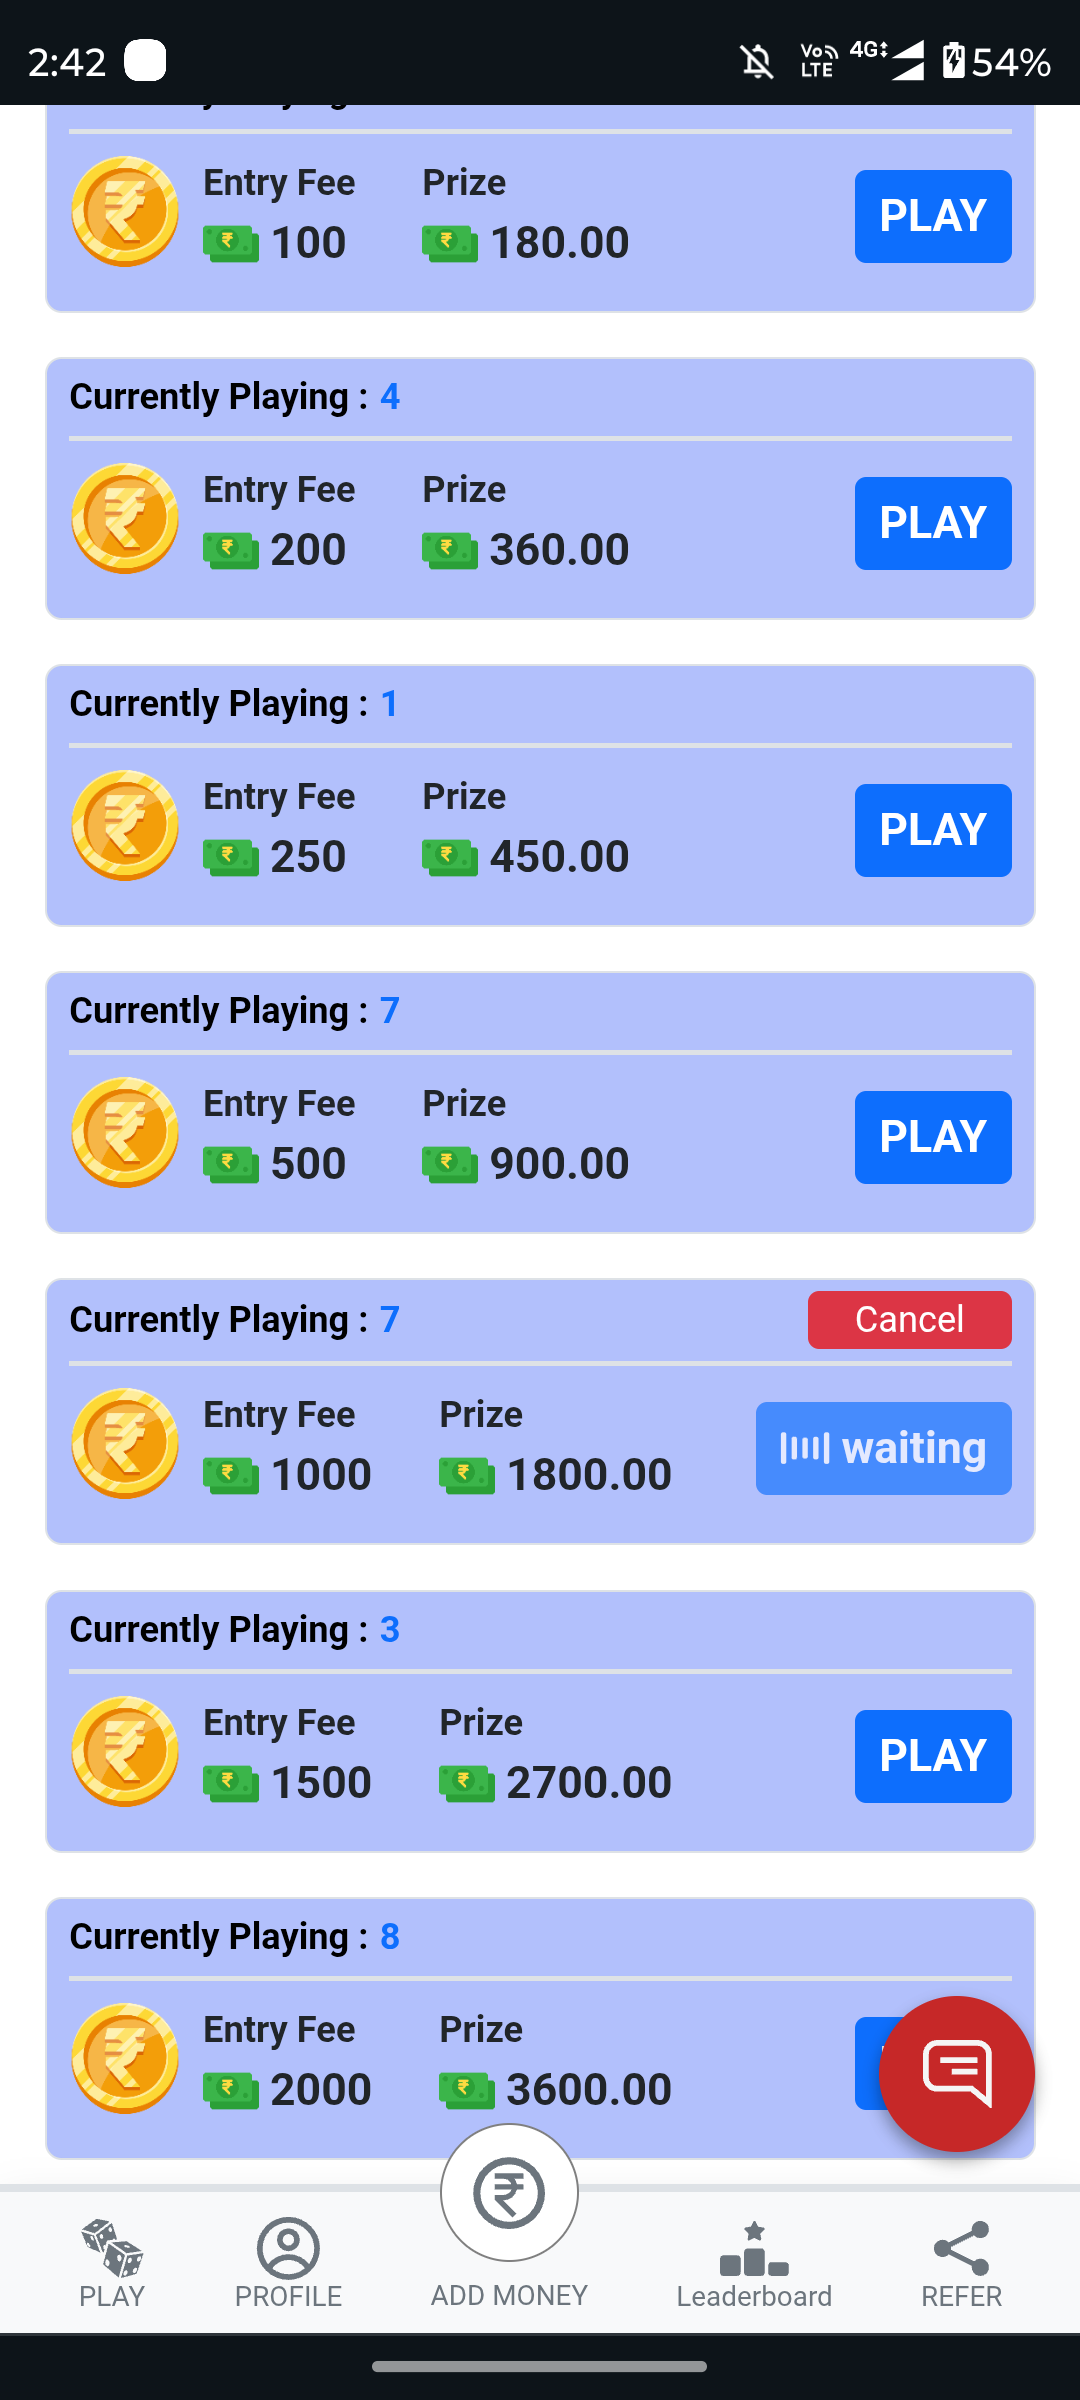 2:42 VoLTE 4G 54%
Entry Fee Prize
100 180.00 PLAY
Currently Playing : 4
Entry Fee Prize
200 360.00 PLAY
Currently Playing : 1
Entry Fee Prize
250 450.00 PLAY
Currently Playing : 7
Entry Fee Prize
500 900.00 PLAY
Currently Playing : 7 Cancel
Entry Fee Prize
1000 1800.00 waiting
Currently Playing : 3
Entry Fee Prize
1500 2700.00 PLAY
Currently Playing : 8
Entry Fee Prize
2000 3600.00
PLAY PROFILE ADD MONEY Leaderboard REFER